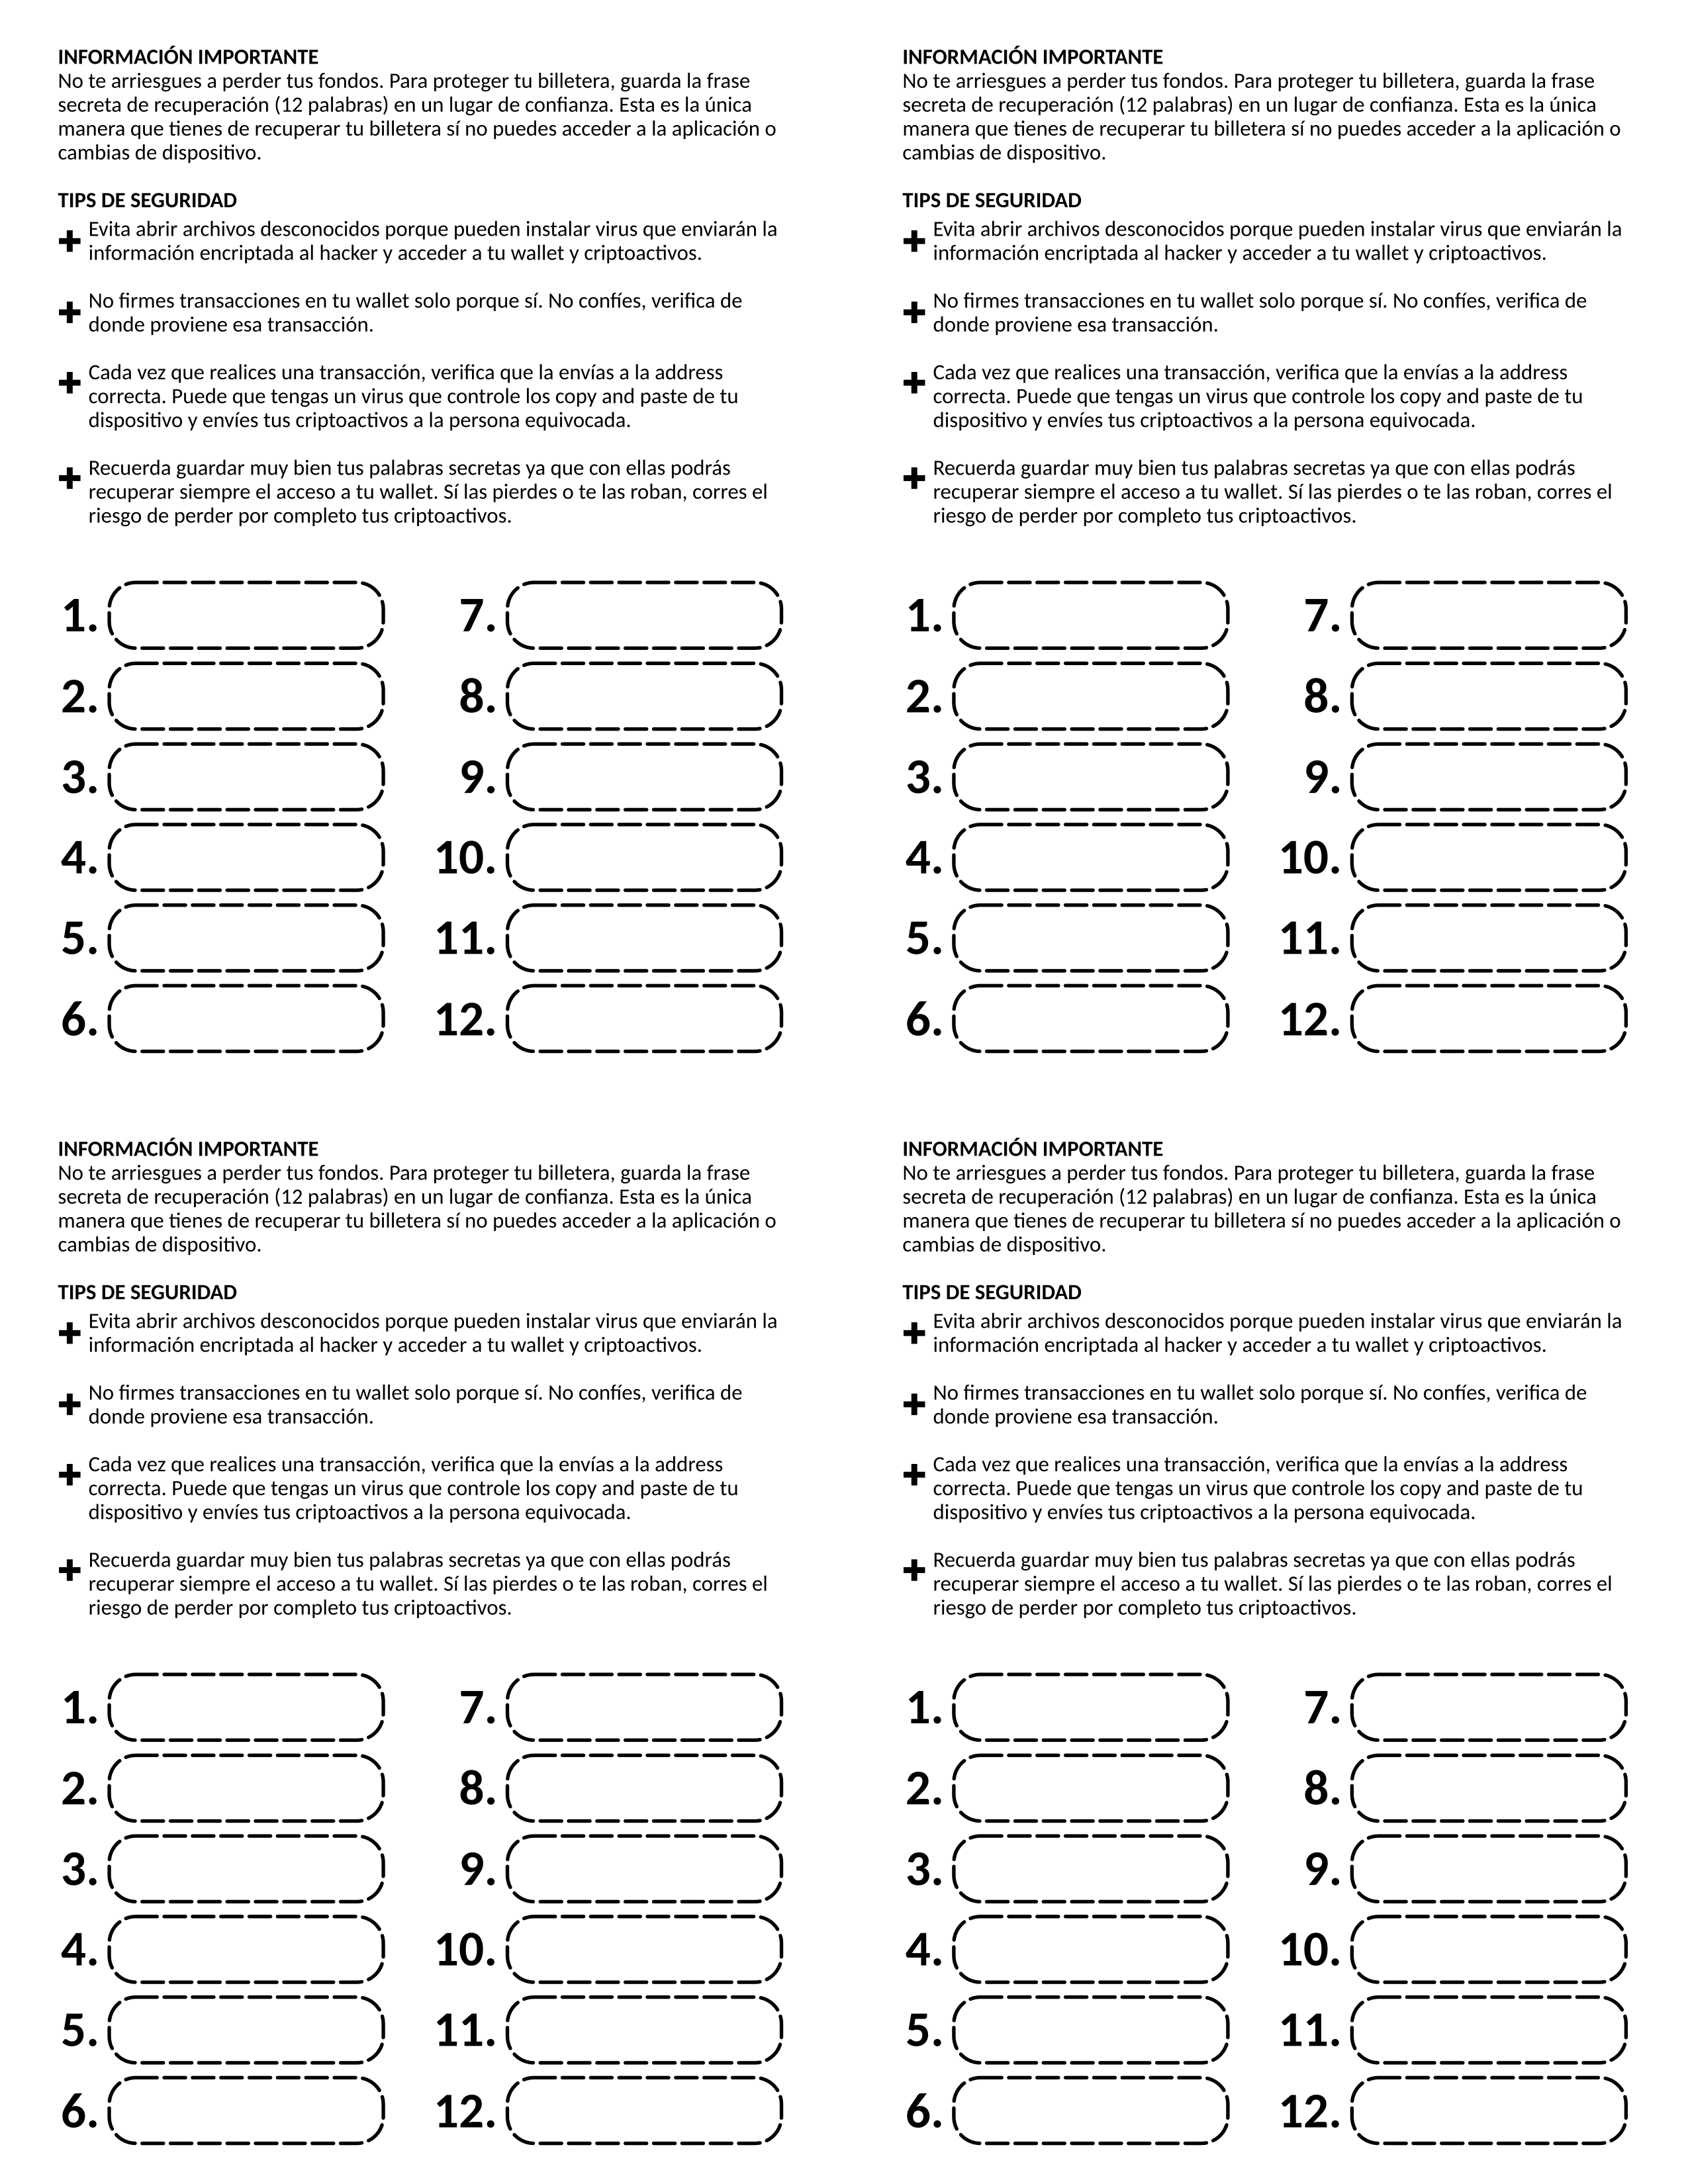 INFORMACIÓN IMPORTANTE
No te arriesgues a perder tus fondos. Para proteger tu billetera, guarda la frase
secreta de recuperación (12 palabras) en un lugar de confianza. Esta es la única
manera que tienes de recuperar tu billetera sí no puedes acceder a la aplicación o
cambias de dispositivo.
TIPS DE SEGURIDAD
Evita abrir archivos desconocidos porque pueden instalar virus que enviarán la
información encriptada al hacker y acceder a tu wallet y criptoactivos.
No firmes transacciones en tu wallet solo porque sí. No confíes, verifica de
donde proviene esa transacción.
Cada vez que realices una transacción, verifica que la envías a la address
correcta. Puede que tengas un virus que controle los copy and paste de tu
dispositivo y envíes tus criptoactivos a la persona equivocada.
Recuerda guardar muy bien tus palabras secretas ya que con ellas podrás
recuperar siempre el acceso a tu wallet. Sí las pierdes o te las roban, corres el
riesgo de perder por completo tus criptoactivos.
1.
2.
3.
4.
5.
6.
7.
8.
9.
10.
11.
12.
INFORMACIÓN IMPORTANTE
No te arriesgues a perder tus fondos. Para proteger tu billetera, guarda la frase
secreta de recuperación (12 palabras) en un lugar de confianza. Esta es la única
manera que tienes de recuperar tu billetera sí no puedes acceder a la aplicación o
cambias de dispositivo.
TIPS DE SEGURIDAD
Evita abrir archivos desconocidos porque pueden instalar virus que enviarán la
información encriptada al hacker y acceder a tu wallet y criptoactivos.
No firmes transacciones en tu wallet solo porque sí. No confíes, verifica de
donde proviene esa transacción.
Cada vez que realices una transacción, verifica que la envías a la address
correcta. Puede que tengas un virus que controle los copy and paste de tu
dispositivo y envíes tus criptoactivos a la persona equivocada.
Recuerda guardar muy bien tus palabras secretas ya que con ellas podrás
recuperar siempre el acceso a tu wallet. Sí las pierdes o te las roban, corres el
riesgo de perder por completo tus criptoactivos.
1.
2.
3.
4.
5.
6.
7.
8.
9.
10.
11.
12.
INFORMACIÓN IMPORTANTE
No te arriesgues a perder tus fondos. Para proteger tu billetera, guarda la frase
secreta de recuperación (12 palabras) en un lugar de confianza. Esta es la única
manera que tienes de recuperar tu billetera sí no puedes acceder a la aplicación o
cambias de dispositivo.
TIPS DE SEGURIDAD
Evita abrir archivos desconocidos porque pueden instalar virus que enviarán la
información encriptada al hacker y acceder a tu wallet y criptoactivos.
No firmes transacciones en tu wallet solo porque sí. No confíes, verifica de
donde proviene esa transacción.
Cada vez que realices una transacción, verifica que la envías a la address
correcta. Puede que tengas un virus que controle los copy and paste de tu
dispositivo y envíes tus criptoactivos a la persona equivocada.
Recuerda guardar muy bien tus palabras secretas ya que con ellas podrás
recuperar siempre el acceso a tu wallet. Sí las pierdes o te las roban, corres el
riesgo de perder por completo tus criptoactivos.
1.
2.
3.
4.
5.
6.
7.
8.
9.
10.
11.
12.
INFORMACIÓN IMPORTANTE
No te arriesgues a perder tus fondos. Para proteger tu billetera, guarda la frase
secreta de recuperación (12 palabras) en un lugar de confianza. Esta es la única
manera que tienes de recuperar tu billetera sí no puedes acceder a la aplicación o
cambias de dispositivo.
TIPS DE SEGURIDAD
Evita abrir archivos desconocidos porque pueden instalar virus que enviarán la
información encriptada al hacker y acceder a tu wallet y criptoactivos.
No firmes transacciones en tu wallet solo porque sí. No confíes, verifica de
donde proviene esa transacción.
Cada vez que realices una transacción, verifica que la envías a la address
correcta. Puede que tengas un virus que controle los copy and paste de tu
dispositivo y envíes tus criptoactivos a la persona equivocada.
Recuerda guardar muy bien tus palabras secretas ya que con ellas podrás
recuperar siempre el acceso a tu wallet. Sí las pierdes o te las roban, corres el
riesgo de perder por completo tus criptoactivos.
1.
2.
3.
4.
5.
6.
7.
8.
9.
10.
11.
12.